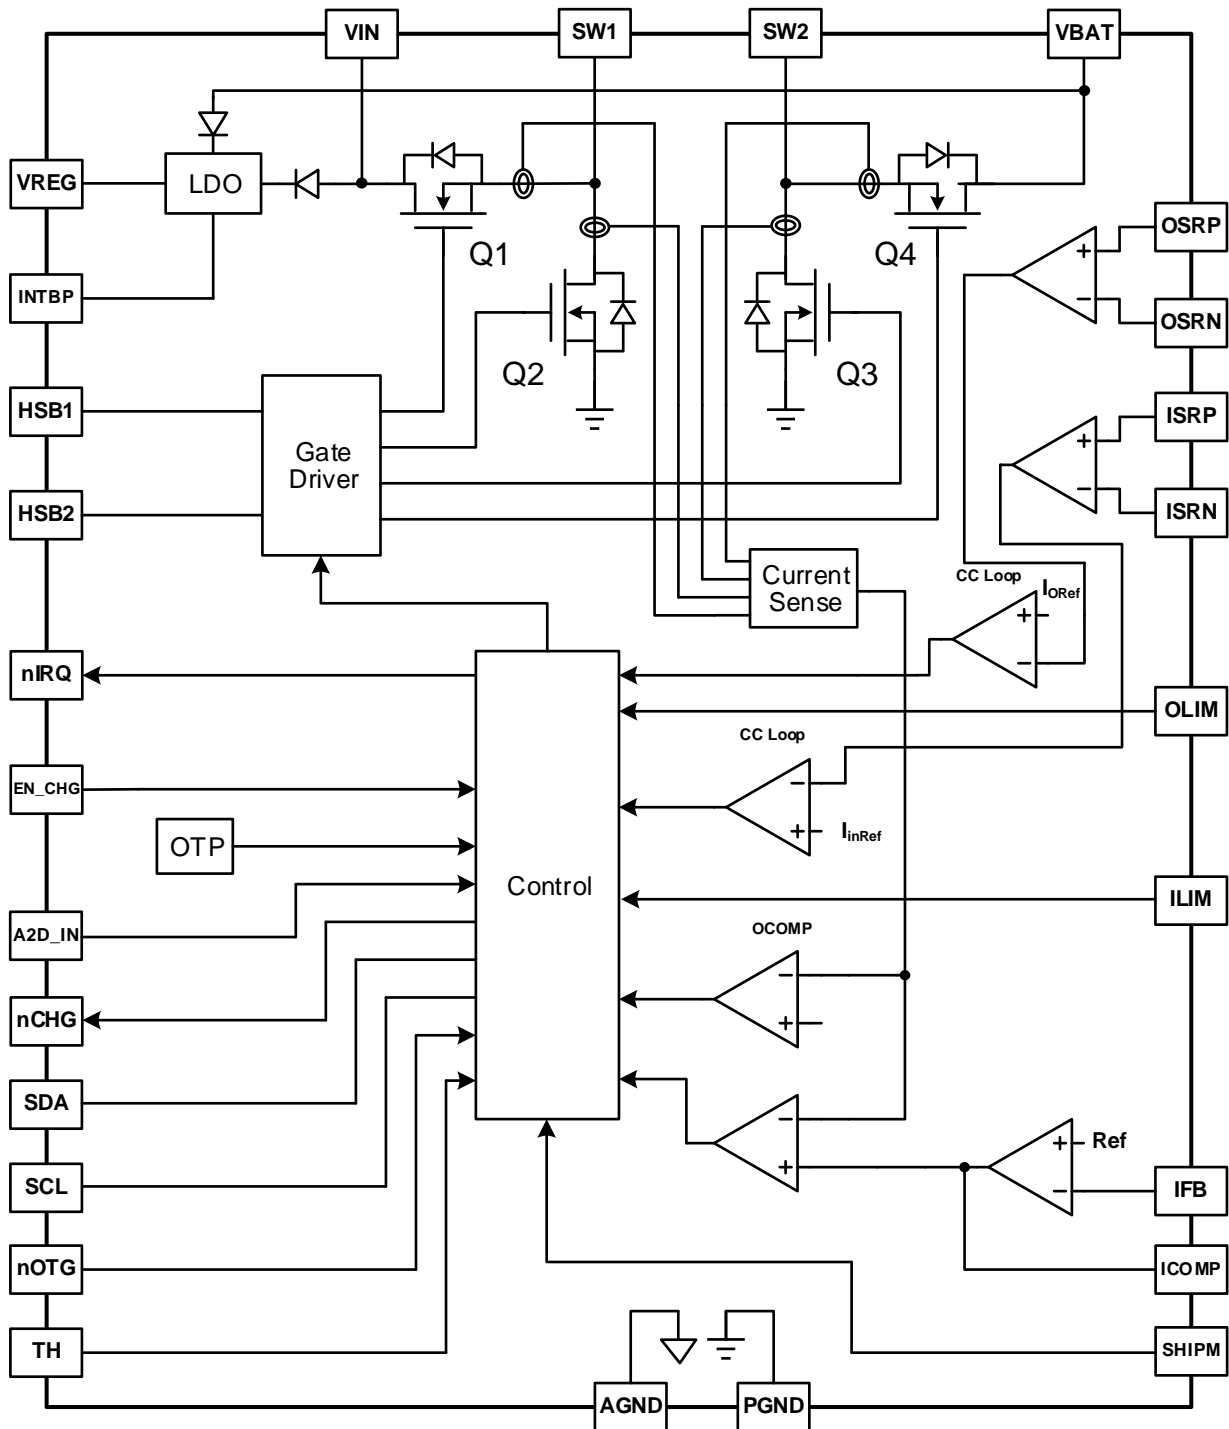 VIN
SW1
SW2
VBAT
VREG
LDO
INTBP
Q1
Q4
OSRP
+
−
OSRN
Q2
Q3
HSB1
Gate
Driver
HSB2
ISRP
+
−
ISRN
Current
Sense
CC Loop
IORef
+
−
nIRQ
OLIM
CC Loop
−
+
IinRef
EN_CHG
OTP
Control
ILIM
A2D_IN
OCOMP
−
+
nCHG
SDA
−
+
+
Ref
−
SCL
IFB
nOTG
ICOMP
TH
SHIPM
AGND
PGND